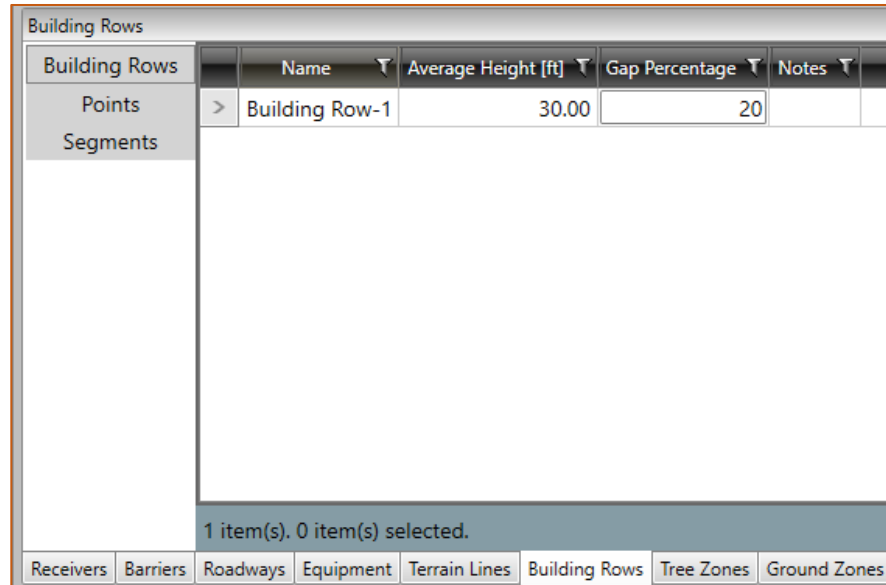 Building Rows
Building Rows
Points
Segments
Name Average Height [ft] Gap Percentage Notes
> Building Row-1 30.00 20
1 item(s). 0 item(s) selected.
Receivers Barriers Roadways Equipment Terrain Lines Building Rows Tree Zones Ground Zones